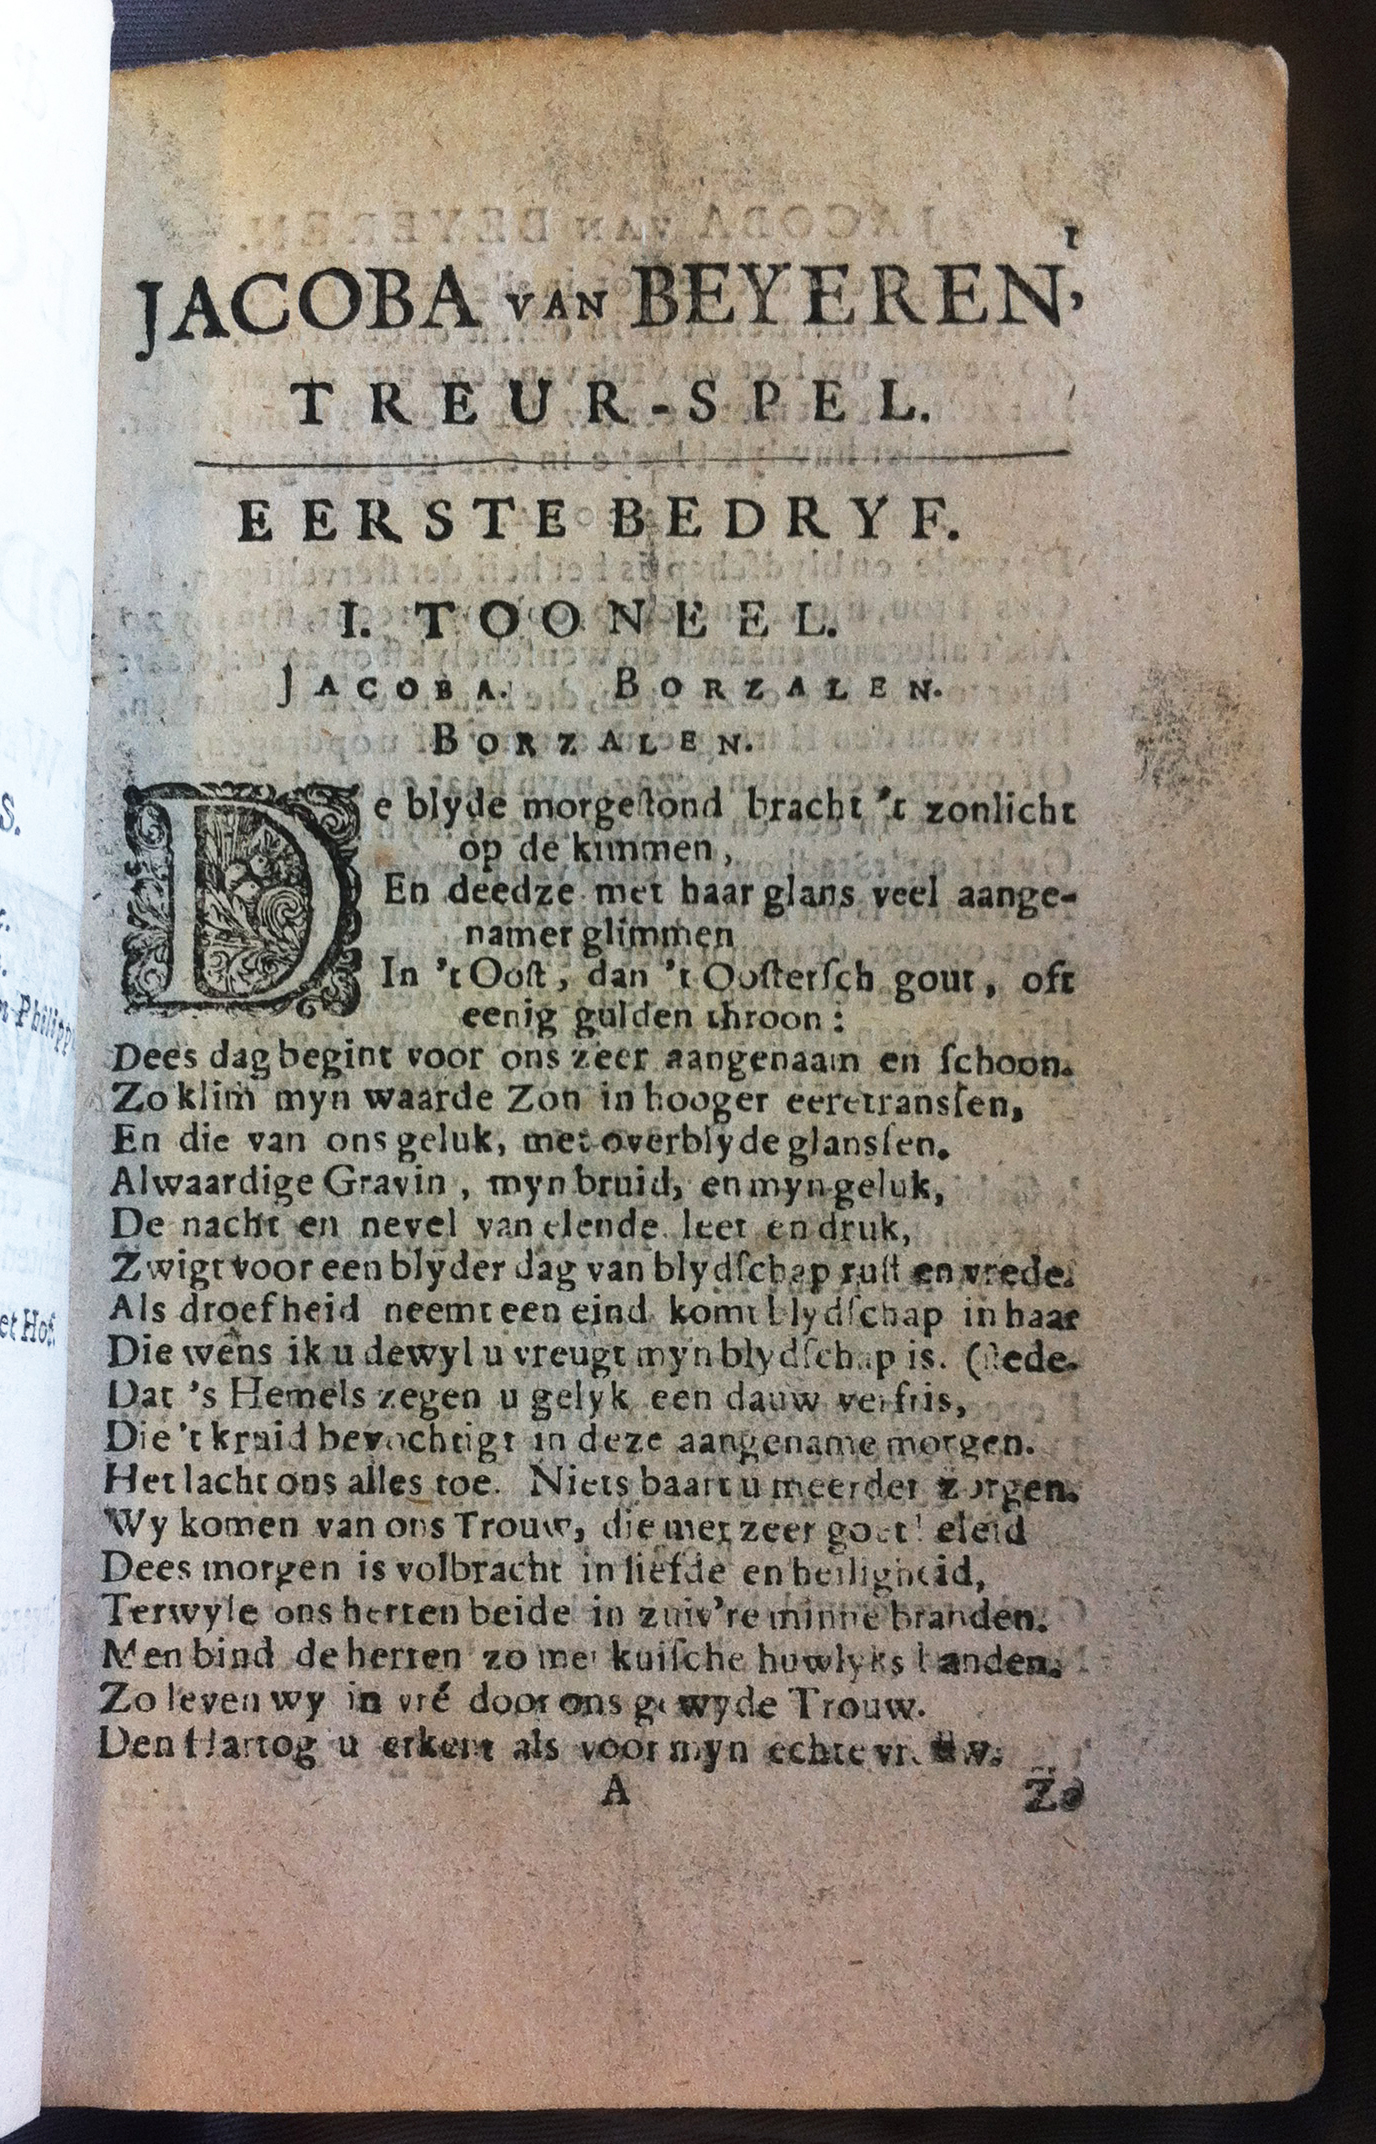 1
JACOBA VAN BEYEREN,
TREUR-SPEL.
EERSTE BEDRYF.
I. TOONEEL.
JACOBA. BORZALEN.
BORZALEN.
De blyde morgeſtond bracht 't zonlicht
op de kimmen,
En deedze met haar glans veel aange-
namer glimmen
In 't Ooſt, dan 't Ooſterſch gout, oft
eenig gulden throon:
Dees dag begint voor ons zeer aangenaam en ſchoon.
Zo klim myn waarde Zon in hooger eeretransſen,
En die van ons geluk, met overblyde glansſen.
Alwaardige Gravin, myn bruid, en myn geluk,
De nacht en nevel van elende leet en druk,
Zwigt voor een blyder dag van blydſchap ruſt en vrede.
Als droefheid neemt een eind komt blydſchap in haar
Die wens ik u dewyl u vreugt myn blydſchap is. (ſtede.
Dat 's Hemels zegen u gelyk een dauw verfris,
Die 't kruid bevochtigt in deze aangename morgen.
Het lacht ons alles toe. Niets baart u meerder zorgen.
Wy komen van ons Trouw, die met zeer goet beleid
Dees morgen is volbracht in liefde en heiligheid,
Terwyle ons herten beide in zuiv're minne branden.
Men bind de herten zo met kuiſche huwlyks banden.
Zo leven wy in vré door ons gewyde Trouw.
Den Hartog u erkent als voor myn echte vrouw.
A Zo
S.
n Philipp
et Hof.